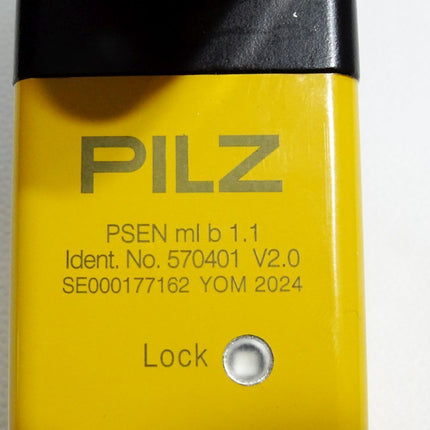 PILZ
PSEN ml b 1.1
Ident. No. 570401 V2.0
SE000177162 YOM 2024
Lock